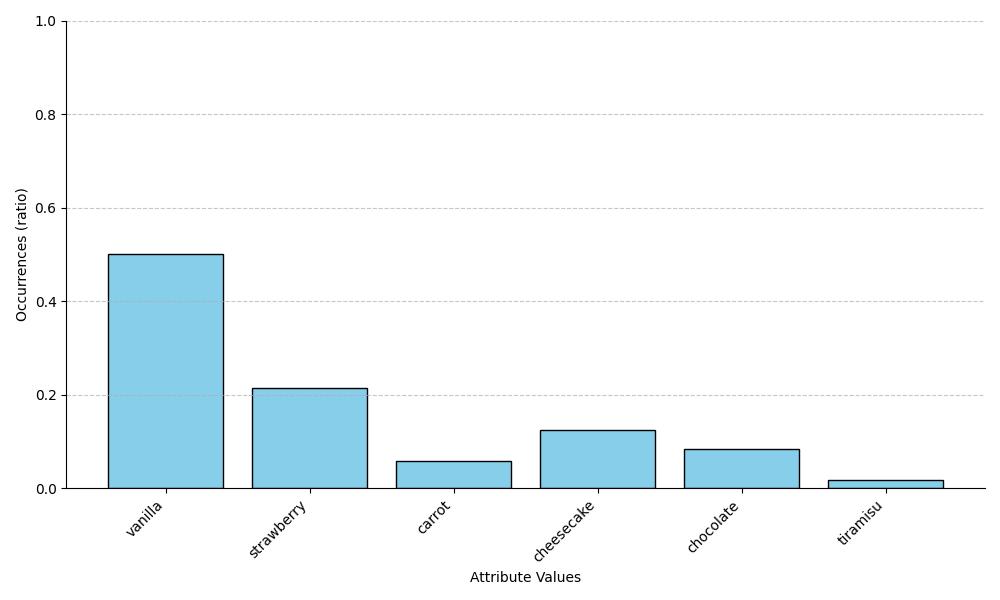 1.0
0.8
0.6
0.4
0.2
0.0
Occurrences (ratio)
vanilla
strawberry
carrot
cheesecake
chocolate
tiramisu
Attribute Values